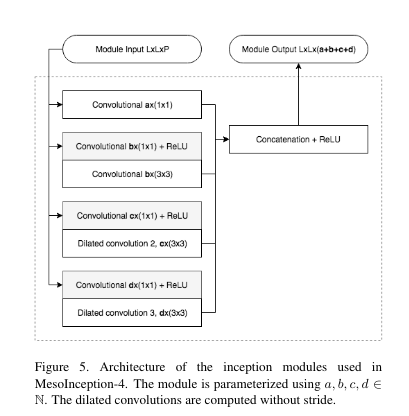 Module Input LxLxP
Module Output LxLx(a+b+c+d)
Convolutional ax(1x1)
Convolutional bx(1x1) + ReLU
Convolutional bx(3x3)
Concatenation + ReLU
Convolutional cx(1x1) + ReLU
Dilated convolution 2, cx(3x3)
Convolutional dx(1x1) + ReLU
Dilated convolution 3, dx(3x3)
Figure 5. Architecture of the inception modules used in
MesoInception-4. The module is parameterized using a, b, c, d ∈
ℕ. The dilated convolutions are computed without stride.